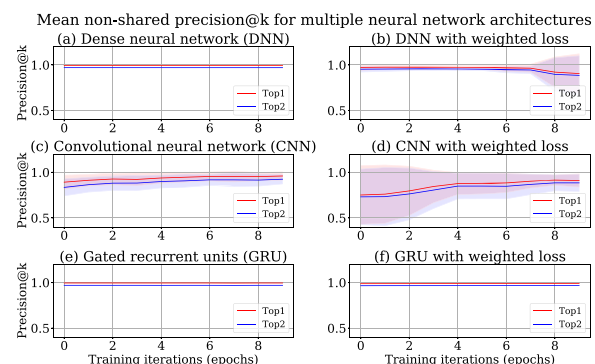 Mean non-shared precision@k for multiple neural network architectures
(a) Dense neural network (DNN)
Precision@k
1.0
0.5
0 2 4 6 8
Top1
Top2
(b) DNN with weighted loss
1.0
0.5
0 2 4 6 8
Top1
Top2
(c) Convolutional neural network (CNN)
Precision@k
1.0
0.5
0 2 4 6 8
Top1
Top2
(d) CNN with weighted loss
1.0
0.5
0 2 4 6 8
Top1
Top2
(e) Gated recurrent units (GRU)
Precision@k
1.0
0.5
0 2 4 6 8
Top1
Top2
Training iterations (epochs)
(f) GRU with weighted loss
1.0
0.5
0 2 4 6 8
Top1
Top2
Training iterations (epochs)